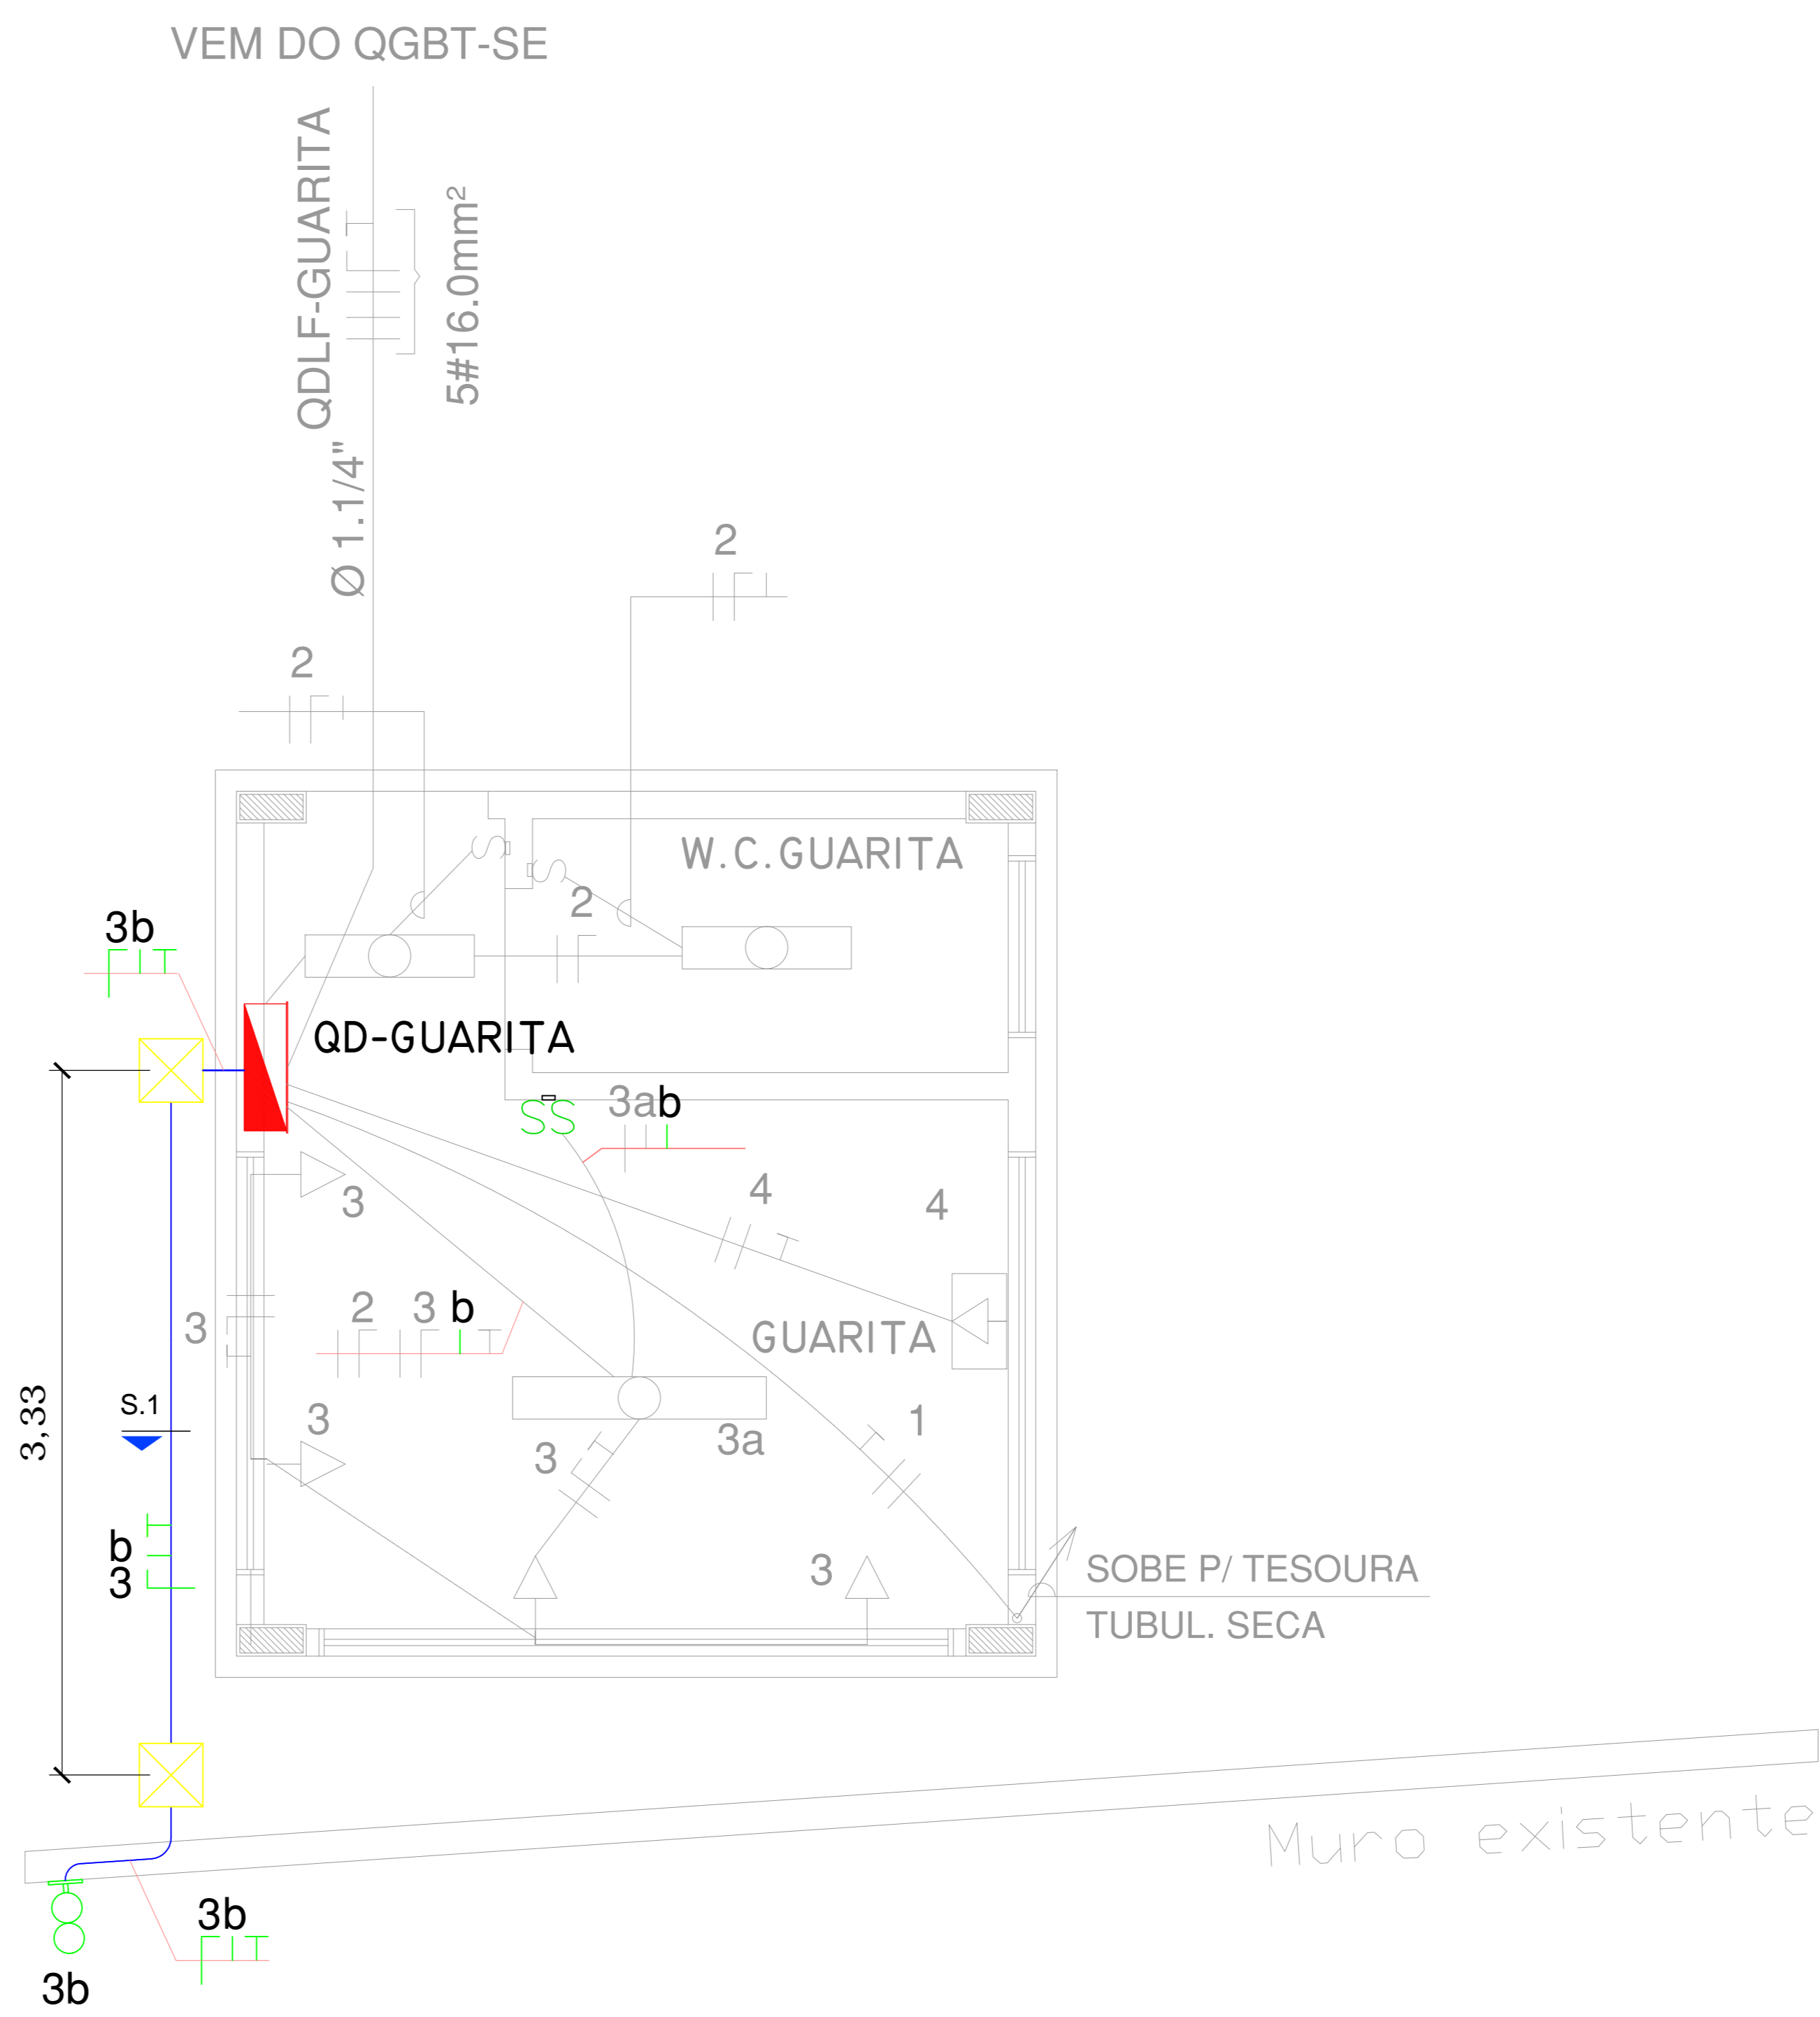 VEM DO QGBT-SE
QDLF-GUARITA
Ø 1.1/4"
5#16.0mm²
2
2
W.C.GUARITA
S
S
2
3b
QD-GUARITA
SS
3ab
3
4
4
3
2
3
b
GUARITA
3,33
S.1
3
3
3a
1
b
3
3
SOBE P/ TESOURA
TUBUL. SECA
Muro existente
3b
3b